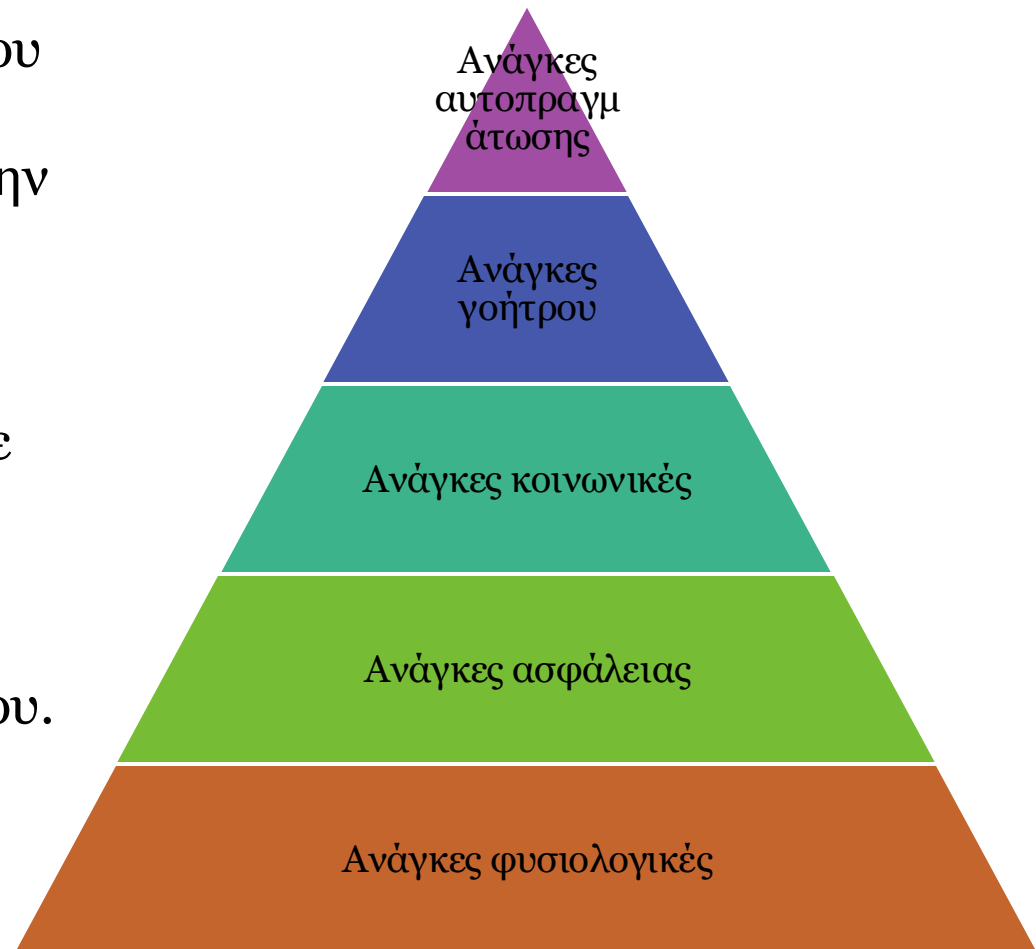 Ανάγκες
αυτοπραγμ
άτωσης
Ανάγκες
γοήτρου
Ανάγκες κοινωνικές
Ανάγκες ασφάλειας
Ανάγκες φυσιολογικές